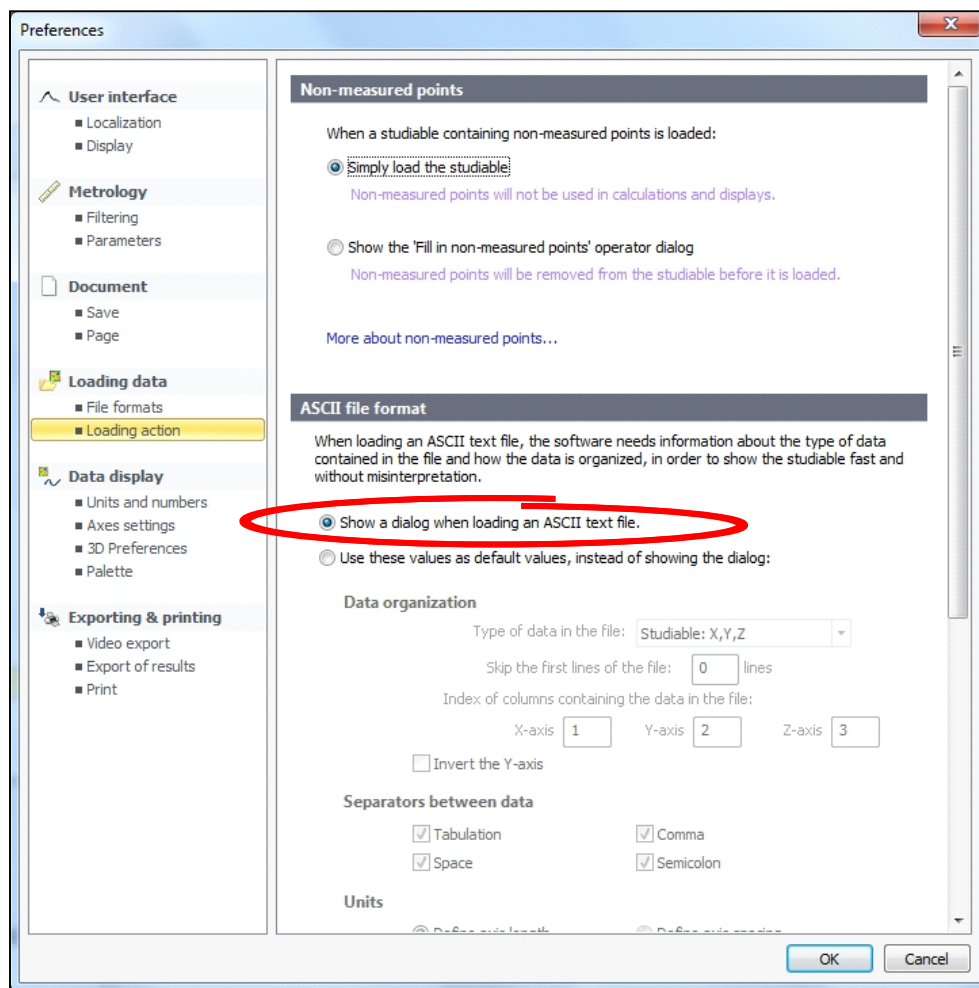 Preferences
User interface
Localization
Display
Metrology
Filtering
Parameters
Document
Save
Page
Loading data
File formats
Loading action
Data display
Units and numbers
Axes settings
3D Preferences
Palette
Exporting & printing
Video export
Export of results
Print
Non-measured points
When a studiable containing non-measured points is loaded:
Simply load the studiable
Non-measured points will not be used in calculations and displays.
Show the 'Fill in non-measured points' operator dialog
Non-measured points will be removed from the studiable before it is loaded.
More about non-measured points...
ASCII file format
When loading an ASCII text file, the software needs information about the type of data
contained in the file and how the data is organized, in order to show the studiable fast and
without misinterpretation.
Show a dialog when loading an ASCII text file.
Use these values as default values, instead of showing the dialog:
Data organization
Type of data in the file: Studiable: X,Y,Z
Skip the first lines of the file: 0 lines
Index of columns containing the data in the file:
X-axis 1 Y-axis 2 Z-axis 3
Invert the Y-axis
Separators between data
Tabulation Comma
Space Semicolon
Units
Define axis length Define axis spacing
OK Cancel